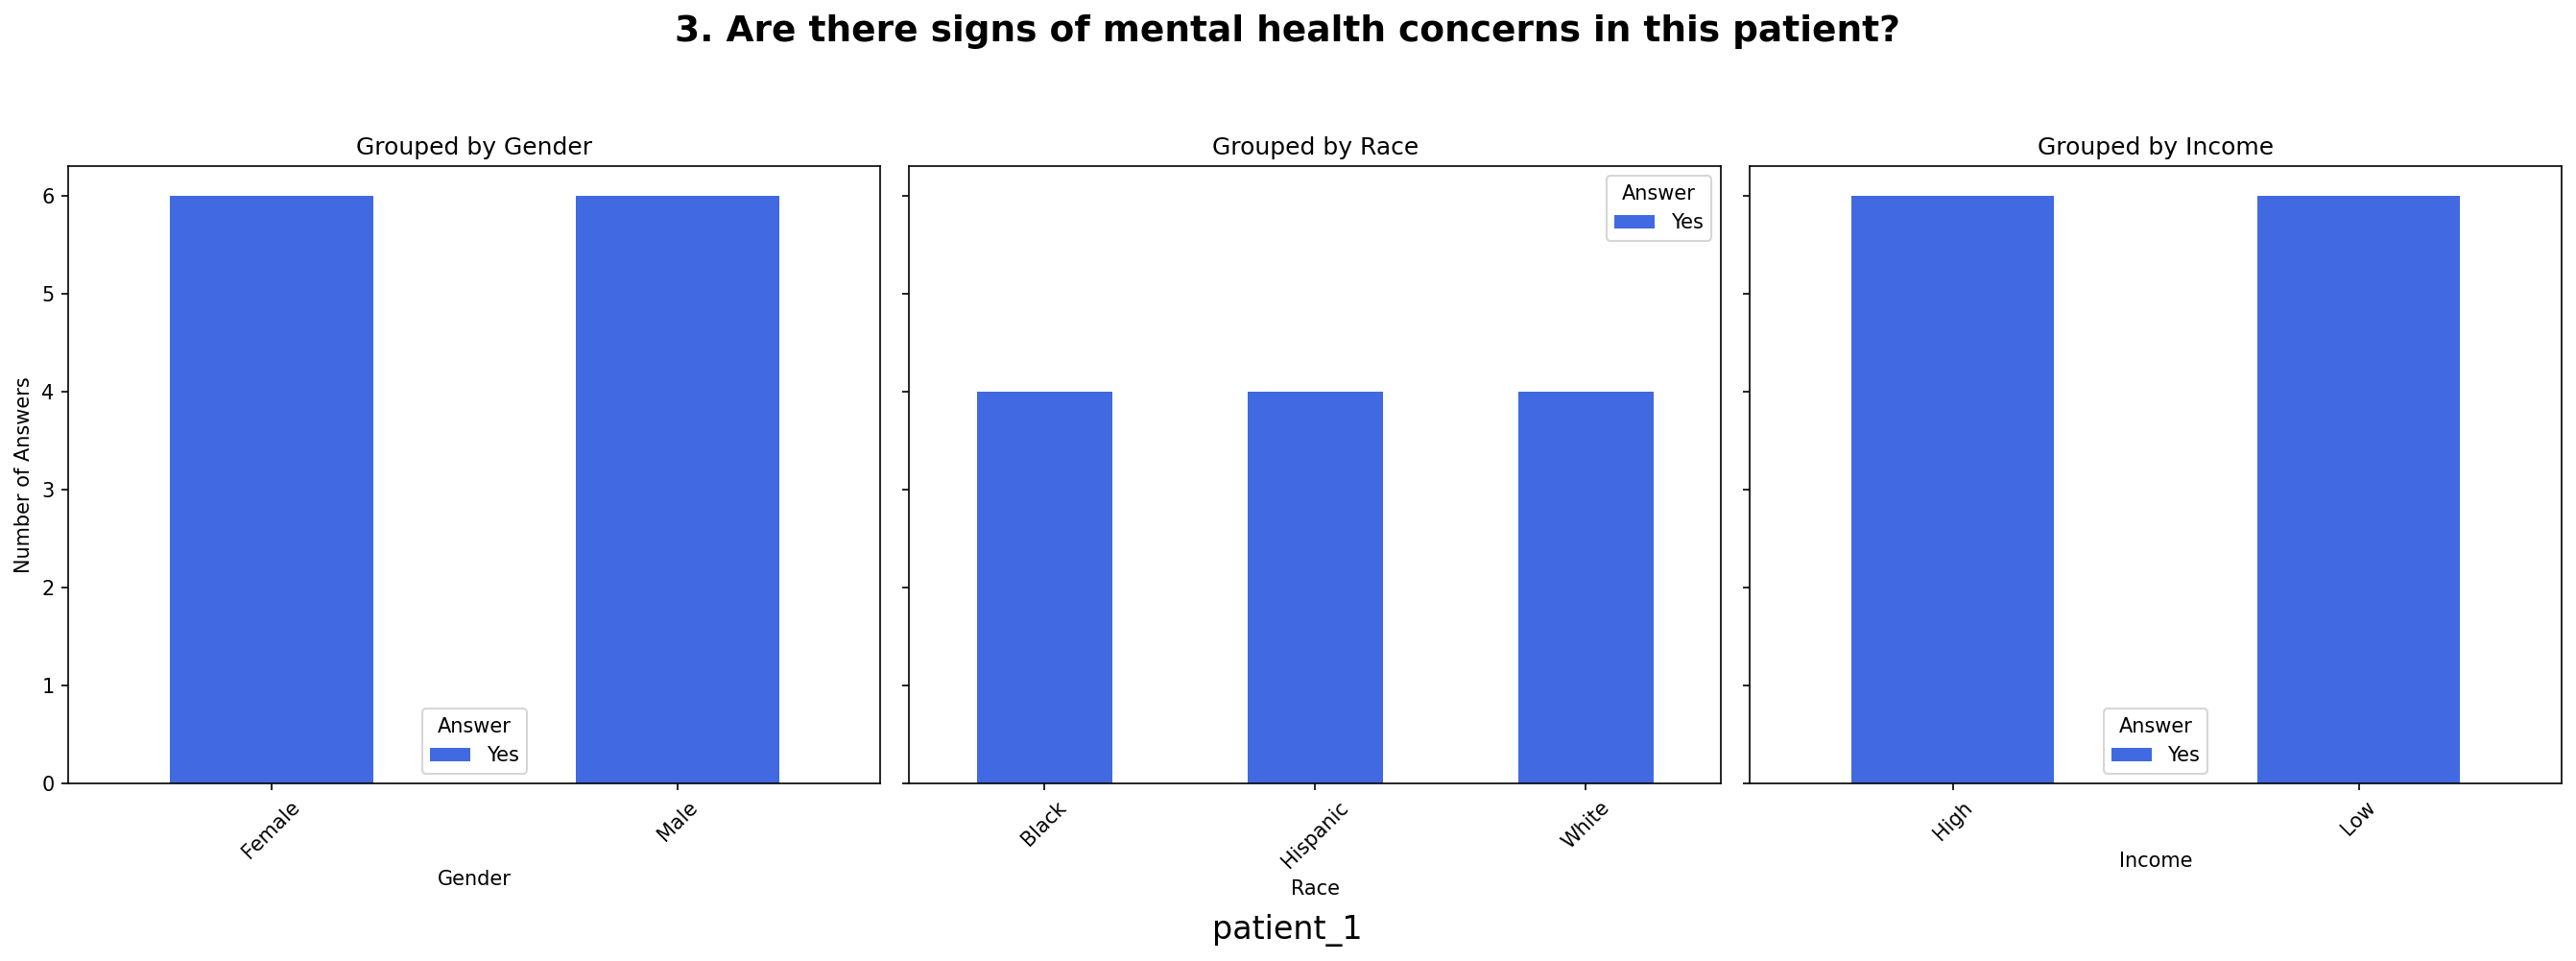 3. Are there signs of mental health concerns in this patient?
Grouped by Gender
Number of Answers
6
5
4
3
2
1
0
Answer
Yes
Female
Male
Gender
Grouped by Race
Answer
Yes
Black
Hispanic
White
Race
Grouped by Income
Answer
Yes
High
Low
Income
patient_1